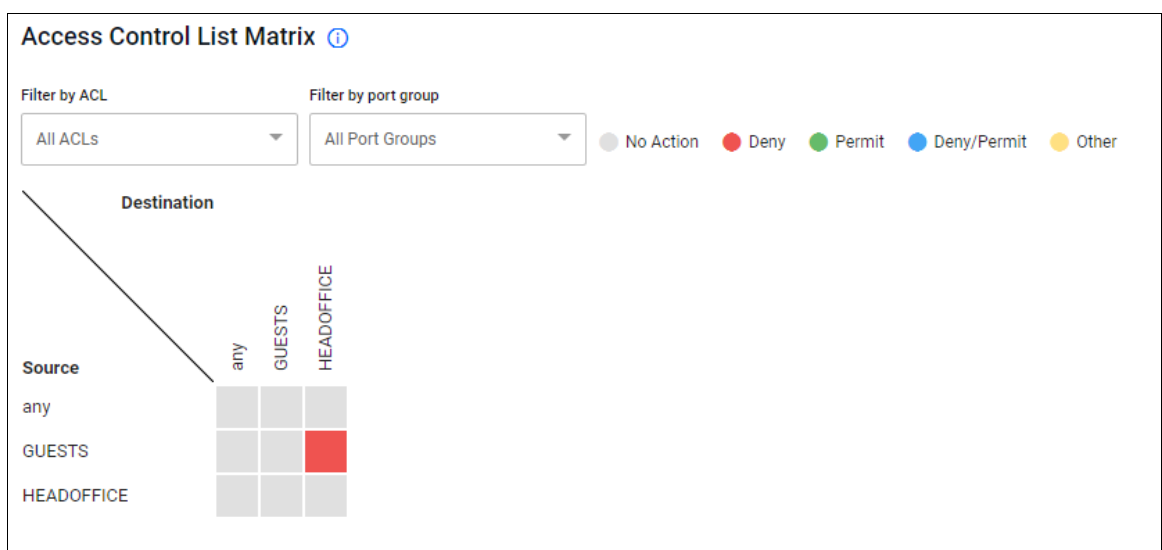 Access Control List Matrix
Filter by ACL
Filter by port group
All ACLs
All Port Groups
No Action
Deny
Permit
Deny/Permit
Other
Destination
any
GUESTS
HEADOFFICE
Source
any
GUESTS
HEADOFFICE